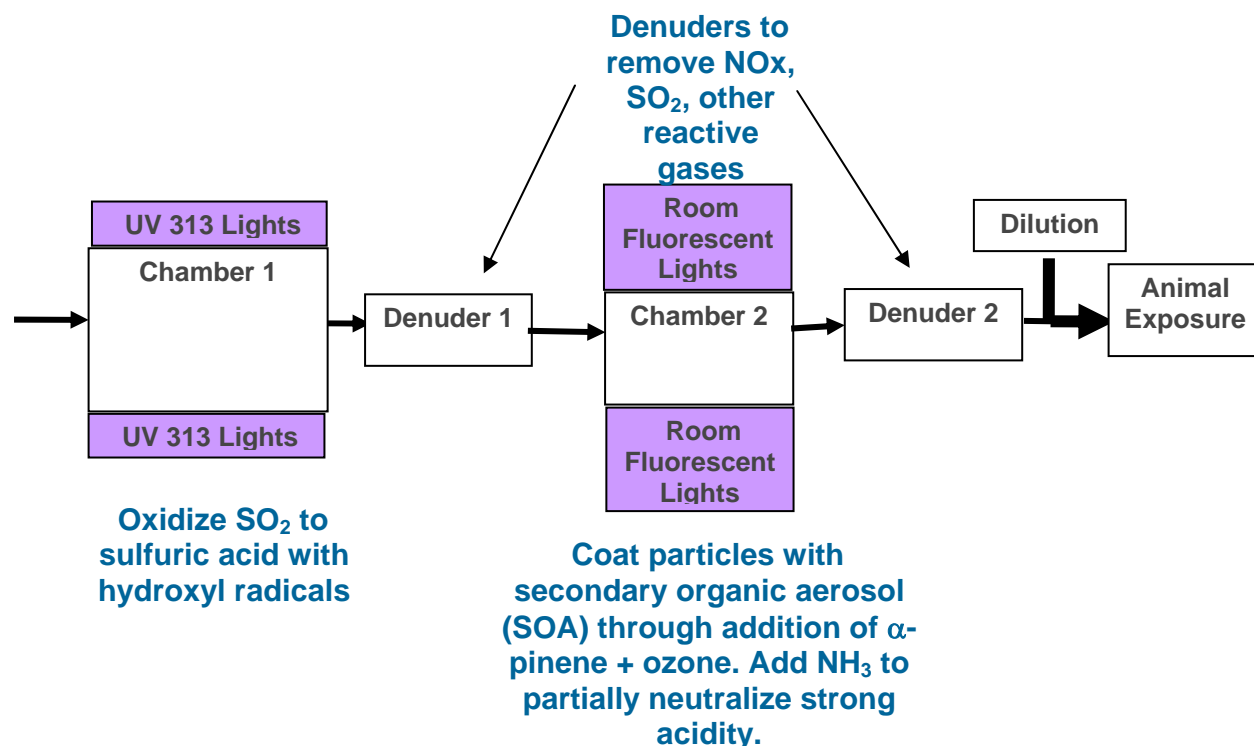 Denuders to
remove NOx,
SO₂, other
reactive
gases
UV 313 Lights
Chamber 1
UV 313 Lights
Oxidize SO₂ to
sulfuric acid with
hydroxyl radicals
Denuder 1
Room
Fluorescent
Lights
Chamber 2
Room
Fluorescent
Lights
Coat particles with
secondary organic aerosol
(SOA) through addition of α-
pinene + ozone. Add NH₃ to
partially neutralize strong
acidity.
Denuder 2
Dilution
Animal
Exposure